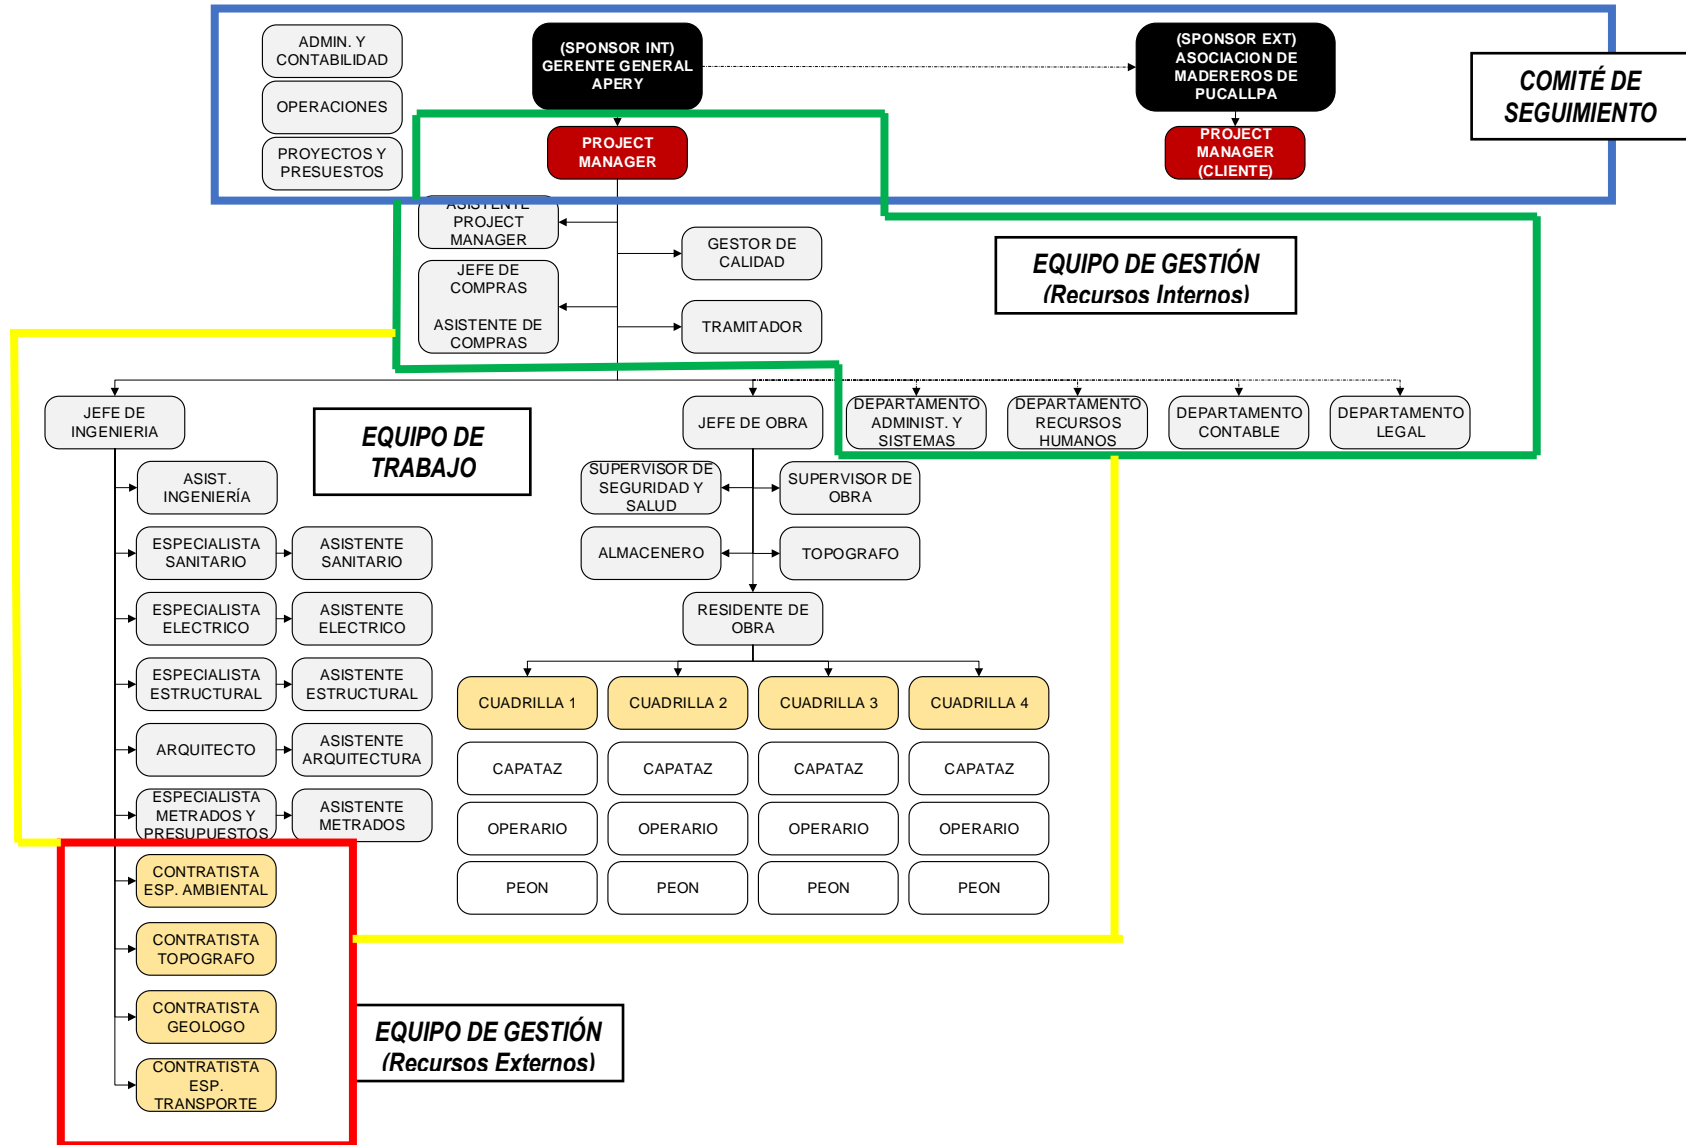 ADMIN. Y
CONTABILIDAD
OPERACIONES
PROYECTOS Y
PRESUESTOS
(SPONSOR INT)
GERENTE GENERAL
APERY
(SPONSOR EXT)
ASOCIACION DE
MADEREROS DE
PUCALLPA
COMITÉ DE
SEGUIMIENTO
PROJECT
MANAGER
PROJECT
MANAGER
(CLIENTE)
ASISTENTE
PROJECT
MANAGER
GESTOR DE
CALIDAD
EQUIPO DE GESTIÓN
(Recursos Internos)
JEFE DE
COMPRAS
ASISTENTE DE
COMPRAS
TRAMITADOR
JEFE DE
INGENIERIA
EQUIPO DE
TRABAJO
JEFE DE OBRA
DEPARTAMENTO
ADMINIST. Y
SISTEMAS
DEPARTAMENTO
RECURSOS
HUMANOS
DEPARTAMENTO
CONTABLE
DEPARTAMENTO
LEGAL
ASIST.
INGENIERÍA
SUPERVISOR DE
SEGURIDAD Y
SALUD
SUPERVISOR DE
OBRA
ESPECIALISTA
SANITARIO
ASISTENTE
SANITARIO
ALMACENERO
TOPOGRAFO
ESPECIALISTA
ELECTRICO
ASISTENTE
ELECTRICO
RESIDENTE DE
OBRA
ESPECIALISTA
ESTRUCTURAL
ASISTENTE
ESTRUCTURAL
CUADRILLA 1
CUADRILLA 2
CUADRILLA 3
CUADRILLA 4
ARQUITECTO
ASISTENTE
ARQUITECTURA
CAPATAZ
CAPATAZ
CAPATAZ
CAPATAZ
ESPECIALISTA
METRADOS Y
PRESUPUESTOS
ASISTENTE
METRADOS
OPERARIO
OPERARIO
OPERARIO
OPERARIO
CONTRATISTA
ESP. AMBIENTAL
PEON
PEON
PEON
PEON
CONTRATISTA
TOPOGRAFO
CONTRATISTA
GEOLOGO
EQUIPO DE GESTIÓN
(Recursos Externos)
CONTRATISTA
ESP.
TRANSPORTE